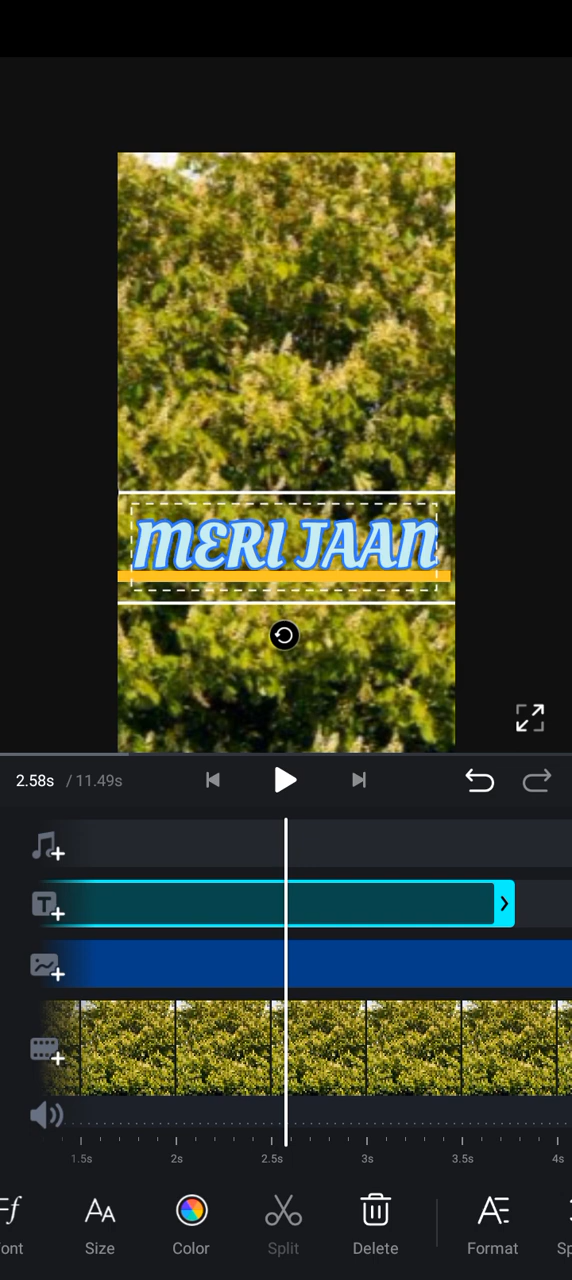 MERI JAAN
2.58s / 11.49s
1.5s 2s 2.5s 3s 3.5s 4s
Size Color Split Delete Format